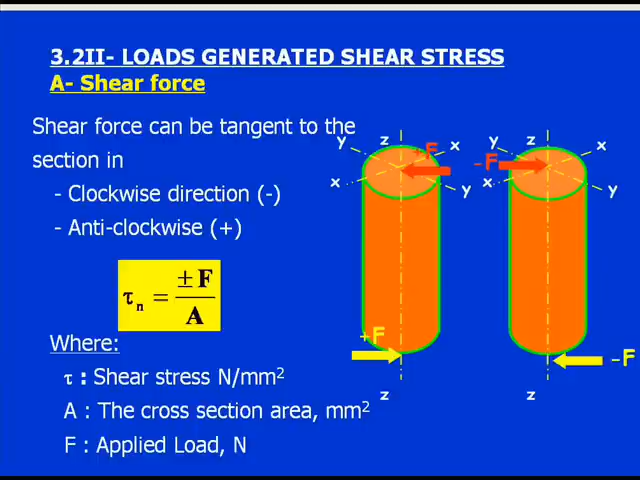 3.2II- LOADS GENERATED SHEAR STRESS
A- Shear force
Shear force can be tangent to the
section in
- Clockwise direction (-)
- Anti-clockwise (+)
τn = ± F / A
Where:
τ : Shear stress N/mm2
A : The cross section area, mm2
F : Applied Load, N
y z x
+F
x y
+F
z
y z x
-F
x y
-F
z